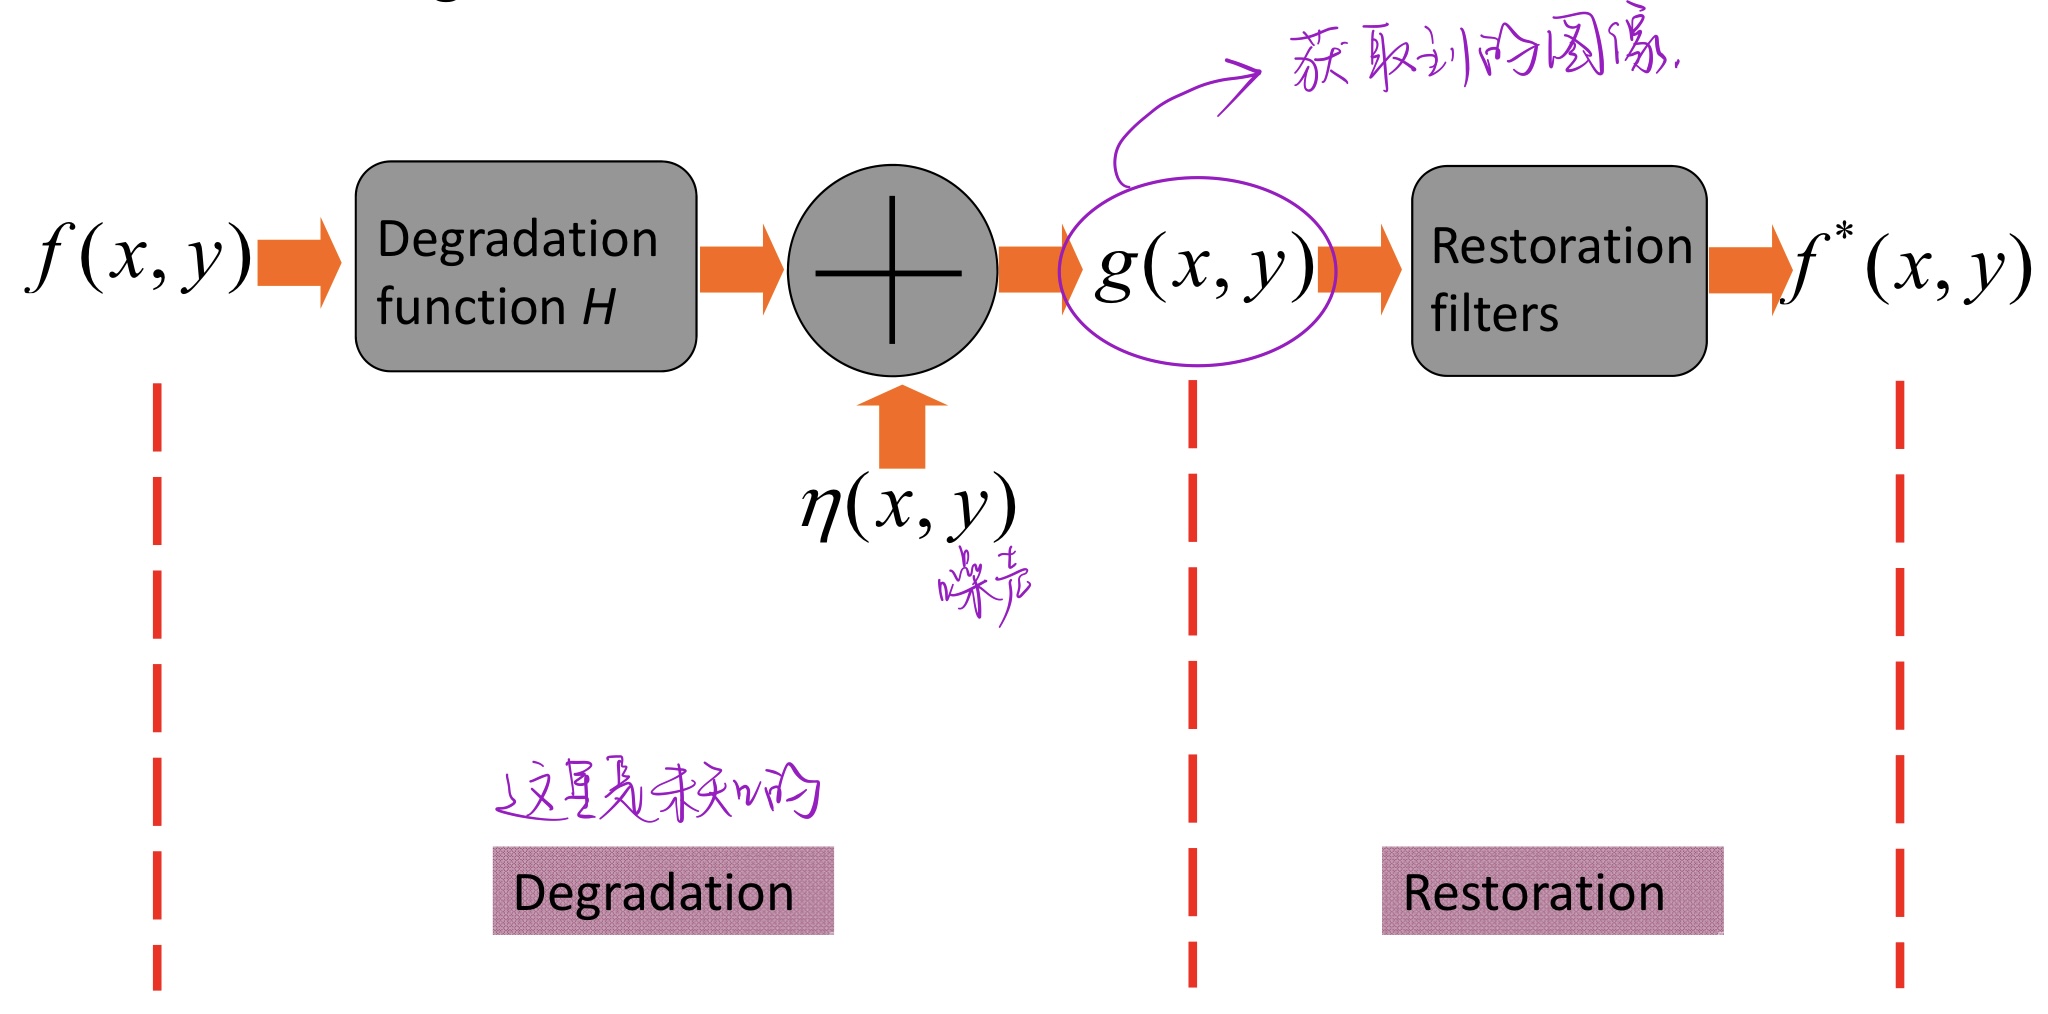 获取到的图像.
f(x, y)
Degradation
function H
g(x, y)
Restoration
filters
f*(x, y)
η(x, y)
噪声
这里是未知的
Degradation
Restoration